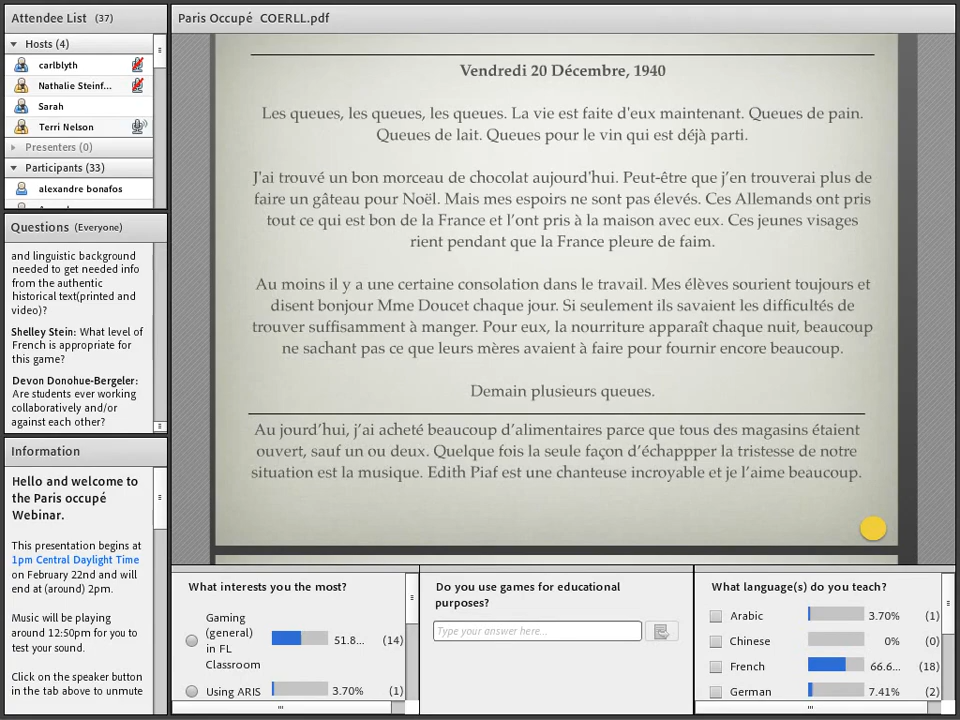 Attendee List (37)
Hosts (4)
carlblyth
Nathalie Steinf...
Sarah
Terri Nelson
Presenters (0)
Participants (33)
alexandre bonafos
Questions (Everyone)
and linguistic background
needed to get needed info
from the authentic
historical text(printed and
video)?
Shelley Stein: What level of
French is appropriate for
this game?
Devon Donohue-Bergeler:
Are students ever working
collaboratively and/or
against each other?
Information
Hello and welcome to
the Paris occupé
Webinar.
This presentation begins at
1pm Central Daylight Time
on February 22nd and will
end at (around) 2pm.
Music will be playing
around 12:50pm for you to
test your sound.
Click on the speaker button
in the tab above to unmute
Paris Occupé COERLL.pdf
Vendredi 20 Décembre, 1940
Les queues, les queues, les queues. La vie est faite d'eux maintenant. Queues de pain.
Queues de lait. Queues pour le vin qui est déjà parti.
J'ai trouvé un bon morceau de chocolat aujourd'hui. Peut-être que j'en trouverai plus de
faire un gâteau pour Noël. Mais mes espoirs ne sont pas élevés. Ces Allemands ont pris
tout ce qui est bon de la France et l'ont pris à la maison avec eux. Ces jeunes visages
rient pendant que la France pleure de faim.
Au moins il y a une certaine consolation dans le travail. Mes élèves sourient toujours et
disent bonjour Mme Doucet chaque jour. Si seulement ils savaient les difficultés de
trouver suffisamment à manger. Pour eux, la nourriture apparaît chaque nuit, beaucoup
ne sachant pas ce que leurs mères avaient à faire pour fournir encore beaucoup.
Demain plusieurs queues.
Au jourd'hui, j'ai acheté beaucoup d'alimentaires parce que tous des magasins étaient
ouvert, sauf un ou deux. Quelque fois la seule façon d'échappper la tristesse de notre
situation est la musique. Edith Piaf est une chanteuse incroyable et je l'aime beaucoup.
What interests you the most?
Gaming
(general)
in FL
Classroom
51.8... (14)
Using ARIS 3.70% (1)
Do you use games for educational
purposes?
Type your answer here...
What language(s) do you teach?
Arabic 3.70% (1)
Chinese 0% (0)
French 66.6... (18)
German 7.41% (2)